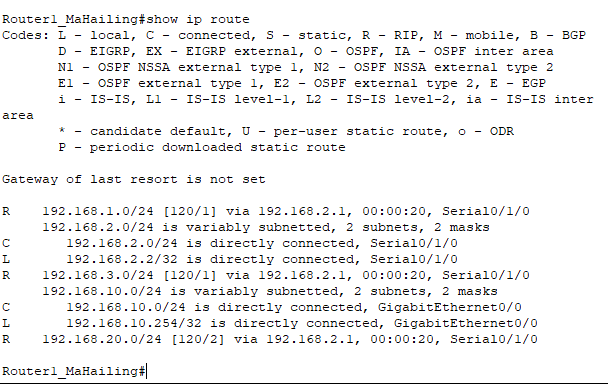 Router1_MaHailing#show ip route
Codes: L - local, C - connected, S - static, R - RIP, M - mobile, B - BGP
       D - EIGRP, EX - EIGRP external, O - OSPF, IA - OSPF inter area
       N1 - OSPF NSSA external type 1, N2 - OSPF NSSA external type 2
       E1 - OSPF external type 1, E2 - OSPF external type 2, E - EGP
       i - IS-IS, L1 - IS-IS level-1, L2 - IS-IS level-2, ia - IS-IS inter
area
       * - candidate default, U - per-user static route, o - ODR
       P - periodic downloaded static route

Gateway of last resort is not set

R    192.168.1.0/24 [120/1] via 192.168.2.1, 00:00:20, Serial0/1/0
     192.168.2.0/24 is variably subnetted, 2 subnets, 2 masks
C       192.168.2.0/24 is directly connected, Serial0/1/0
L       192.168.2.2/32 is directly connected, Serial0/1/0
R    192.168.3.0/24 [120/1] via 192.168.2.1, 00:00:20, Serial0/1/0
     192.168.10.0/24 is variably subnetted, 2 subnets, 2 masks
C       192.168.10.0/24 is directly connected, GigabitEthernet0/0
L       192.168.10.254/32 is directly connected, GigabitEthernet0/0
R    192.168.20.0/24 [120/2] via 192.168.2.1, 00:00:20, Serial0/1/0

Router1_MaHailing#